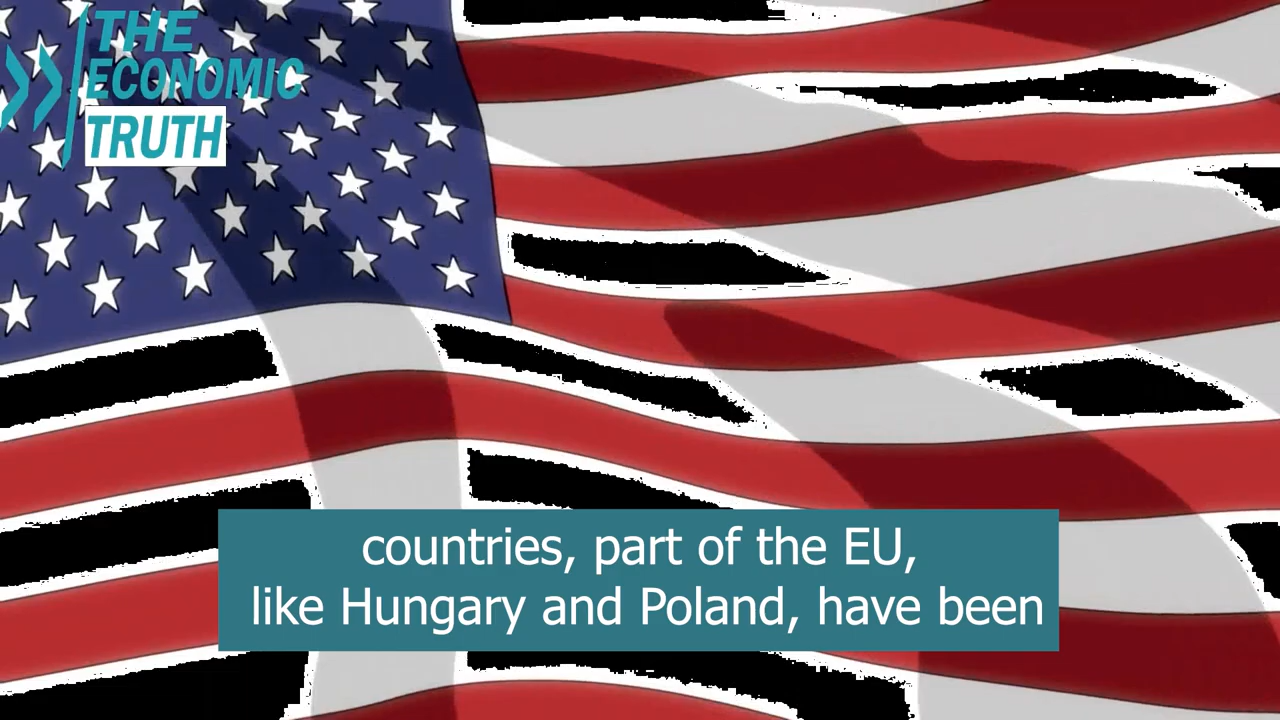 THE
ECONOMIC
TRUTH
countries, part of the EU,
like Hungary and Poland, have been